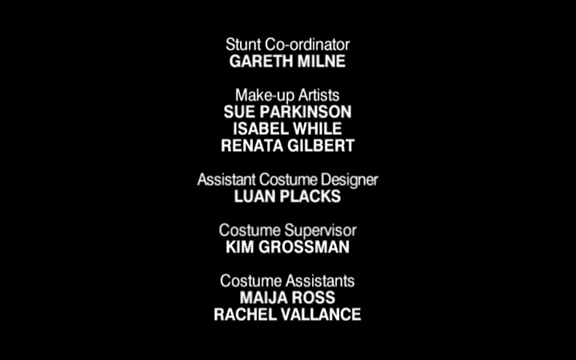 Stunt Co-ordinator
GARETH MILNE
Make-up Artists
SUE PARKINSON
ISABEL WHILE
RENATA GILBERT
Assistant Costume Designer
LUAN PLACKS
Costume Supervisor
KIM GROSSMAN
Costume Assistants
MAIJA ROSS
RACHEL VALLANCE